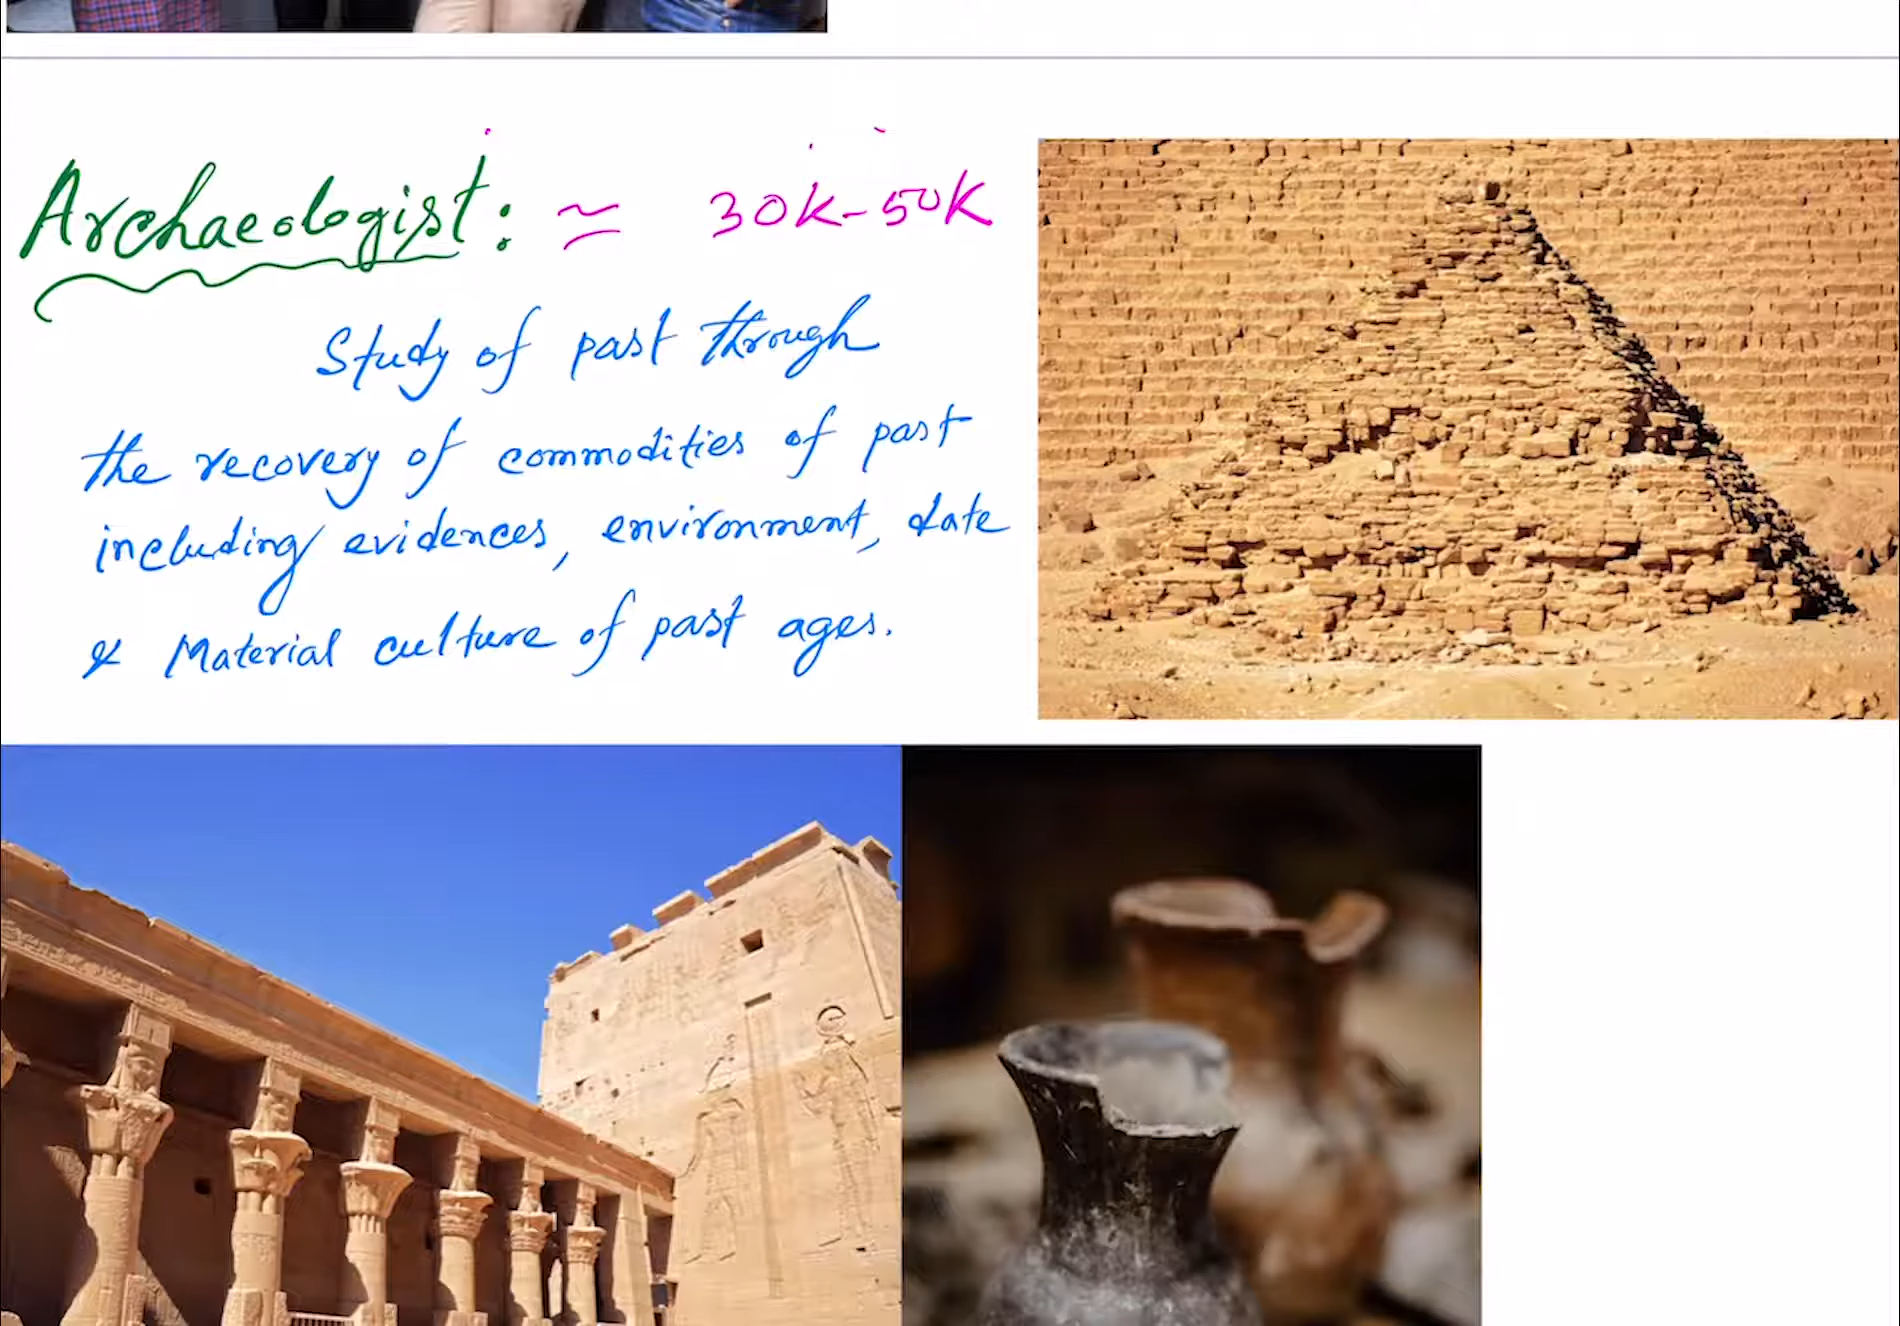 Archaeologist: ≃ 30K-50K
Study of past through
the recovery of commodities of past
including evidences, environment, date
& Material culture of past ages.